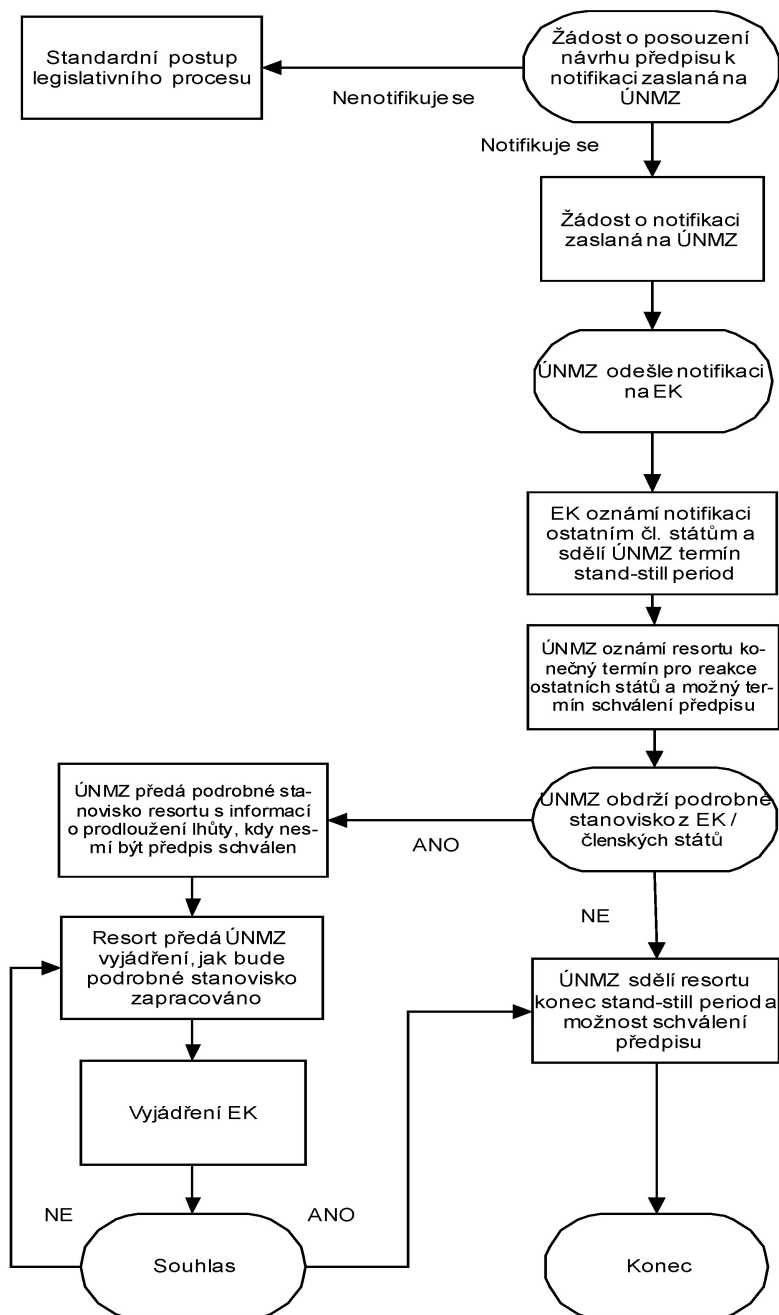 Standardní postup
legislativního procesu
Žádost o posouzení
návrhu předpisu k
notifikaci zaslaná na
ÚNMZ
Nenotifikuje se
Notifikuje se
Žádost o notifikaci
zaslaná na ÚNMZ
ÚNMZ odešle notifikaci
na EK
EK oznámí notifikaci
ostatním čl. státům a
sdělí ÚNMZ termín
stand-still period
ÚNMZ oznámí resortu ko-
nečný termín pro reakce
ostatních států a možný ter-
mín schválení předpisu
ÚNMZ obdrží podrobné
stanovisko z EK /
členských států
ANO
ÚNMZ předá podrobné sta-
novisko resortu s informací
o prodloužení lhůty, kdy nes-
mí být předpis schválen
NE
Resort předá ÚNMZ
vyjádření, jak bude
podrobné stanovisko
zapracováno
ÚNMZ sdělí resortu
konec stand-still period a
možnost schválení
předpisu
Vyjádření EK
NE
ANO
Souhlas
Konec